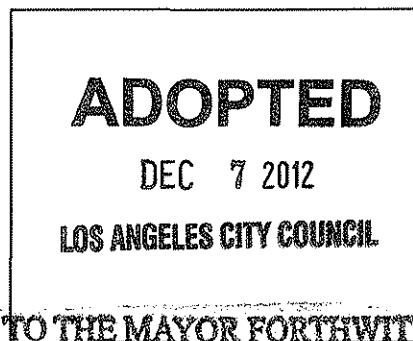 ADOPTED
DEC 7 2012
LOS ANGELES CITY COUNCIL
TO THE MAYOR FORTHWIT